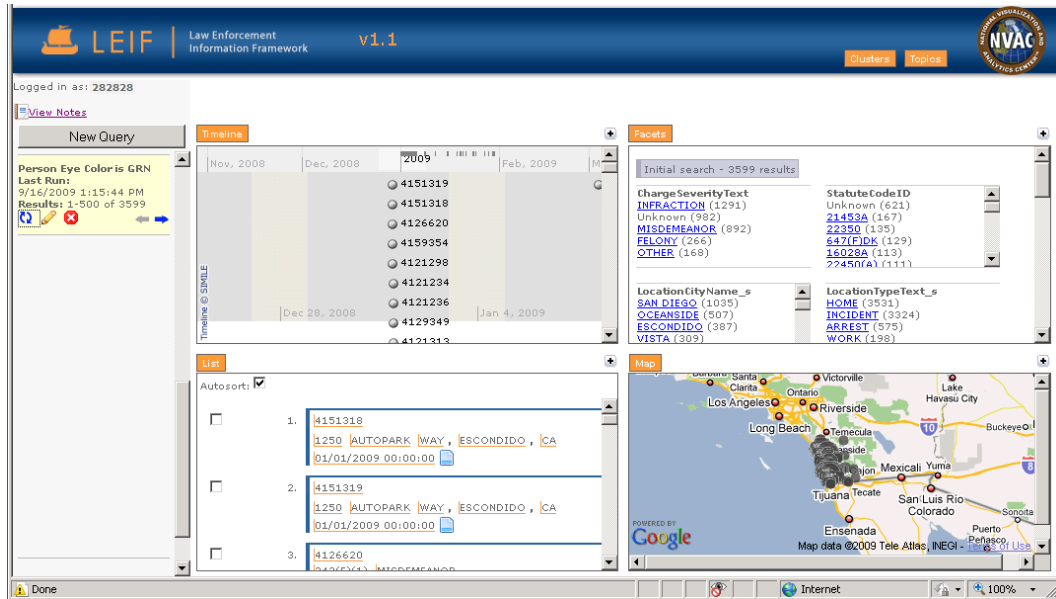 LEIF
Law Enforcement
Information Framework
v1.1
Clusters
Topics
NATIONAL VISUALIZATION AND
NVAC
ANALYTICS CENTER
Logged in as: 282828
View Notes
New Query
Person Eye Color is GRN
Last Run:
9/16/2009 1:15:44 PM
Results: 1-500 of 3599
Timeline
Nov, 2008
Dec, 2008
2009
Feb, 2009
4151319
4151318
4126620
4159354
4121298
4121234
4121236
4129349
4121313
Dec 28, 2008
Jan 4, 2009
Timeline © SIMILE
Facets
Initial search - 3599 results
ChargeSeverityText
INFRACTION (1291)
Unknown (982)
MISDEMEANOR (892)
FELONY (266)
OTHER (168)
StatuteCodeID
Unknown (621)
21453A (167)
22350 (135)
647(F)DK (129)
16028A (113)
22450(A) (111)
LocationCityName_s
SAN DIEGO (1035)
OCEANSIDE (507)
ESCONDIDO (387)
VISTA (309)
LocationTypeText_s
HOME (3531)
INCIDENT (3324)
ARREST (575)
WORK (198)
List
Autosort:
1. 4151318
1250 AUTOPARK WAY, ESCONDIDO, CA
01/01/2009 00:00:00
2. 4151319
1250 AUTOPARK WAY, ESCONDIDO, CA
01/01/2009 00:00:00
3. 4126620
MISDEMEANOR
Map
Santa
Clarita
Victorville
Ontario
Los Angeles
Riverside
Long Beach
Temecula
Lake
Havasu City
10
Buckeye
8
Mexicali
Yuma
Tijuana
Tecate
San Luis Rio
Colorado
Sonoita
Ensenada
Puerto
Peñasco
POWERED BY
Google
Map data ©2009 Tele Atlas, INEGI - Terms of Use
Done
Internet
100%